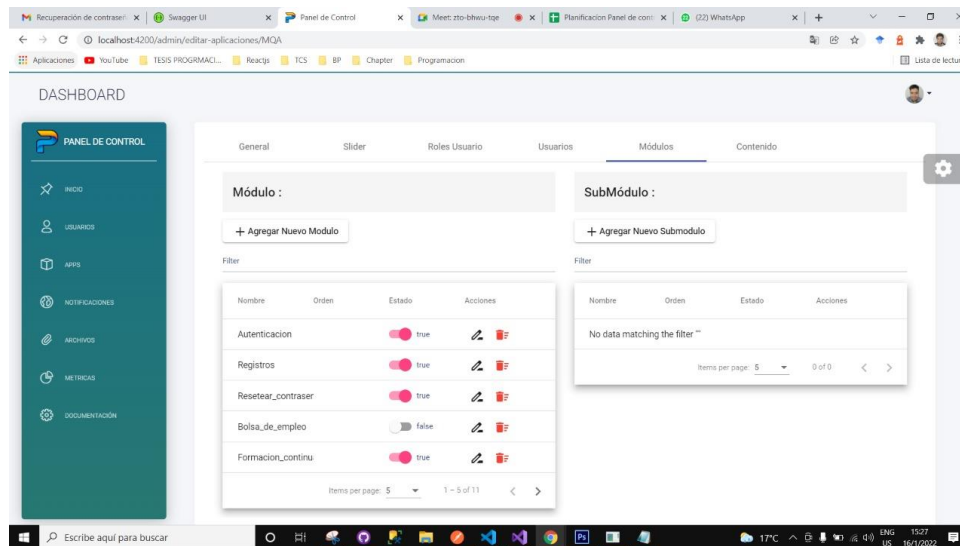 Recuperación de contraseñ
Swagger UI
Panel de Control
Meet: zto-bhwu-tqe
Planificacion Panel de contr
(22) WhatsApp
localhost:4200/admin/editar-aplicaciones/MQA
Aplicaciones
YouTube
TESIS PROGRMACI...
Reactjs
TCS
BP
Chapter
Programacion
Lista de lectur
DASHBOARD
PANEL DE CONTROL
INICIO
USUARIOS
APPS
NOTIFICACIONES
ARCHIVOS
METRICAS
DOCUMENTACIÓN
General
Slider
Roles Usuario
Usuarios
Módulos
Contenido
Módulo :
+ Agregar Nuevo Modulo
Filter
Nombre Orden Estado Acciones
Autenticacion true
Registros true
Resetear_contraser true
Bolsa_de_empleo false
Formacion_continu true
Items per page: 5 1 – 5 of 11
SubMódulo :
+ Agregar Nuevo Submodulo
Filter
Nombre Orden Estado Acciones
No data matching the filter ""
Items per page: 5 0 of 0
Escribe aquí para buscar
17°C
ENG
US
15:27
16/1/2022